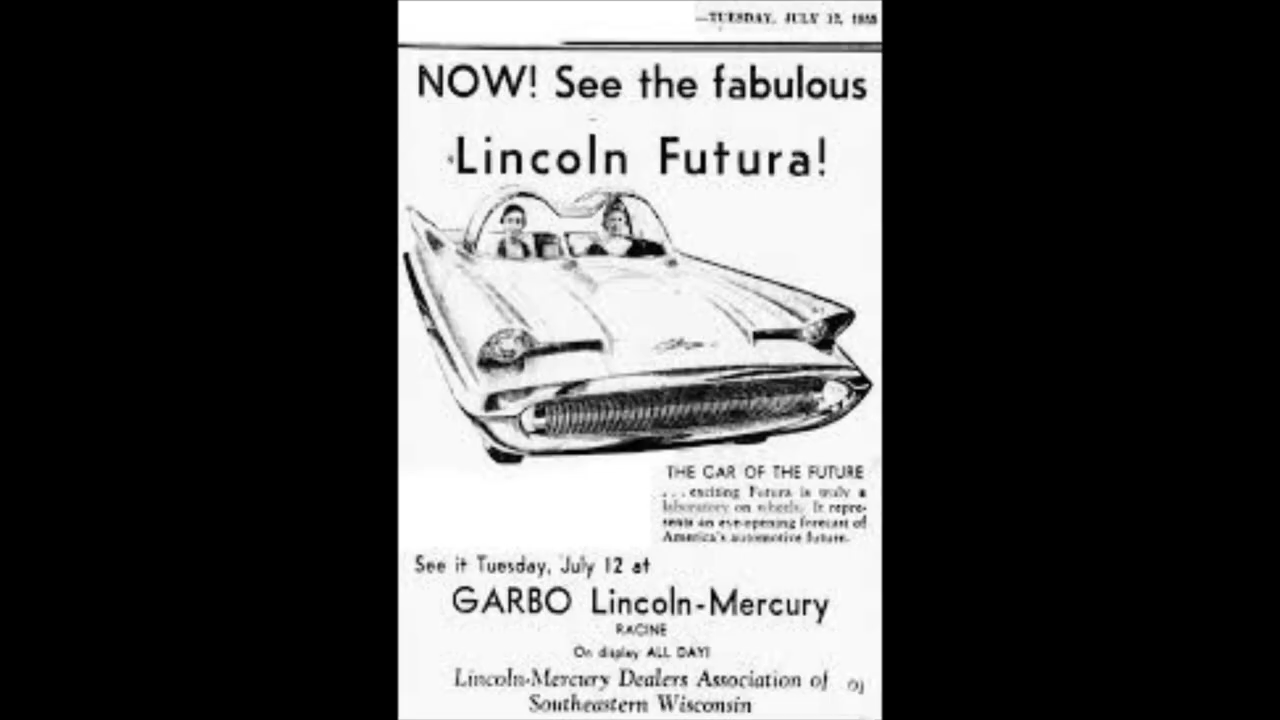 —TUESDAY, JULY 12, 1955
NOW! See the fabulous
Lincoln Futura!
THE CAR OF THE FUTURE
...exciting Futura is truly a
laboratory on wheels. It repre-
sents an eye-opening forecast of
America's automotive future.
See it Tuesday, July 12 at
GARBO Lincoln-Mercury
RACINE
On display ALL DAY!
Lincoln-Mercury Dealers Association of
Southeastern Wisconsin